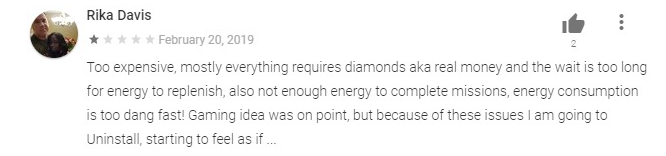 Rika Davis
February 20, 2019
2
Too expensive, mostly everything requires diamonds aka real money and the wait is too long
for energy to replenish, also not enough energy to complete missions, energy consumption
is too dang fast! Gaming idea was on point, but because of these issues I am going to
Uninstall, starting to feel as if ...